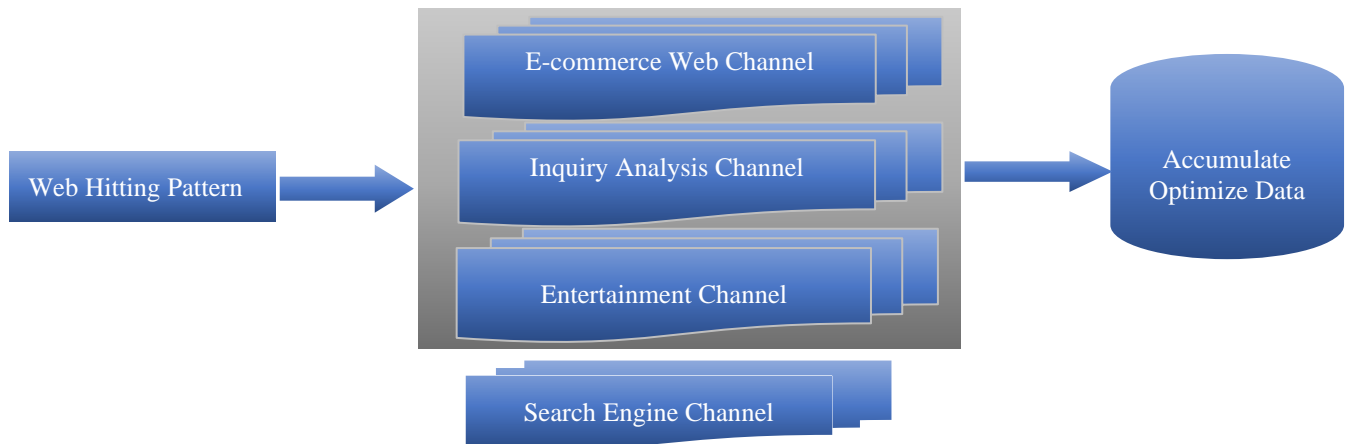 Web Hitting Pattern
E-commerce Web Channel
Inquiry Analysis Channel
Entertainment Channel
Search Engine Channel
Accumulate
Optimize Data